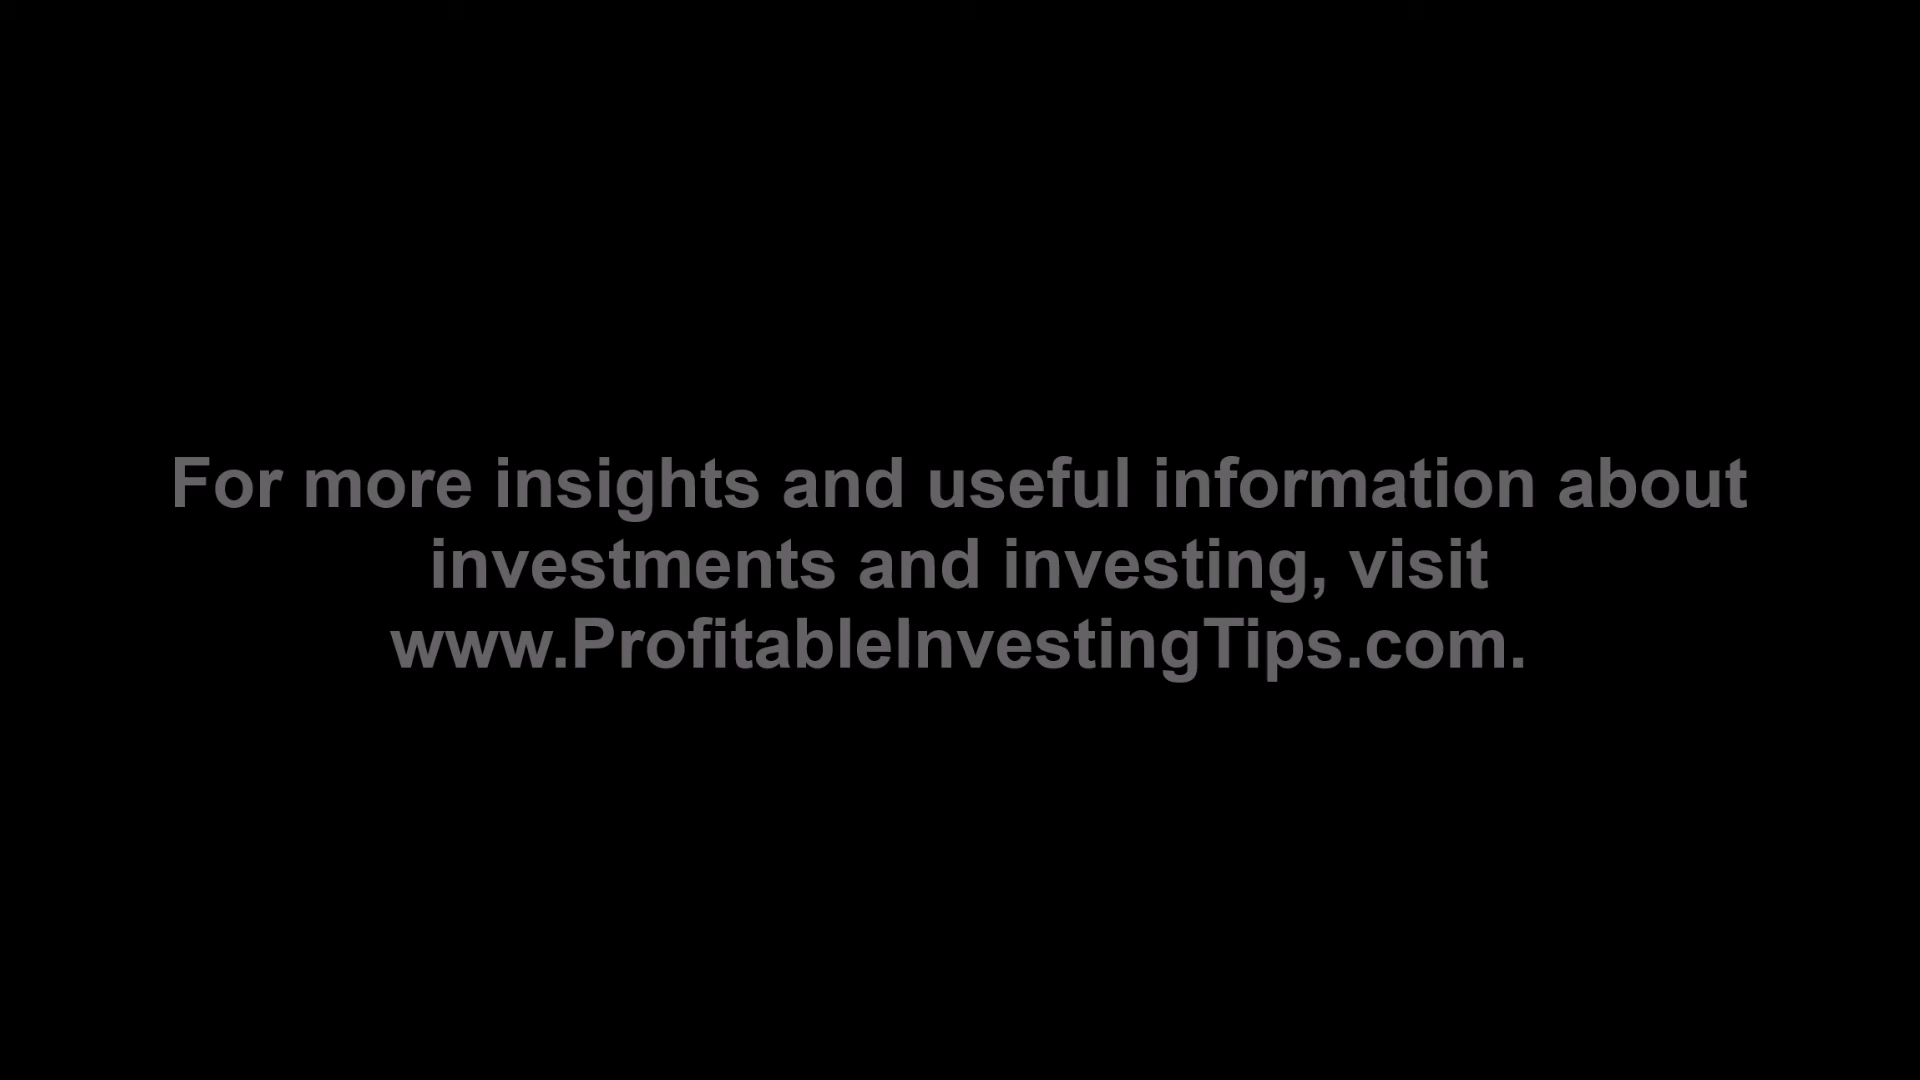 For more insights and useful information about
investments and investing, visit
www.ProfitableInvestingTips.com.